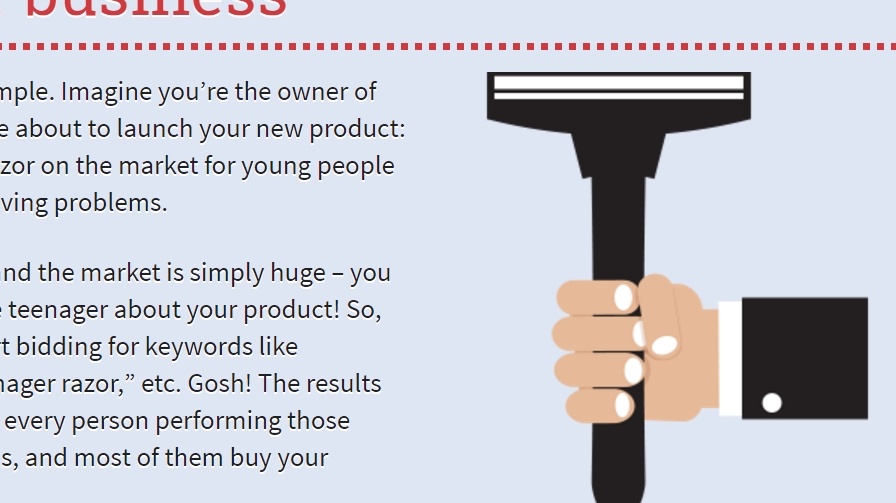 business
mple. Imagine you’re the owner of
e about to launch your new product:
zor on the market for young people
ving problems.
and the market is simply huge – you
e teenager about your product! So,
rt bidding for keywords like
nager razor,” etc. Gosh! The results
every person performing those
s, and most of them buy your